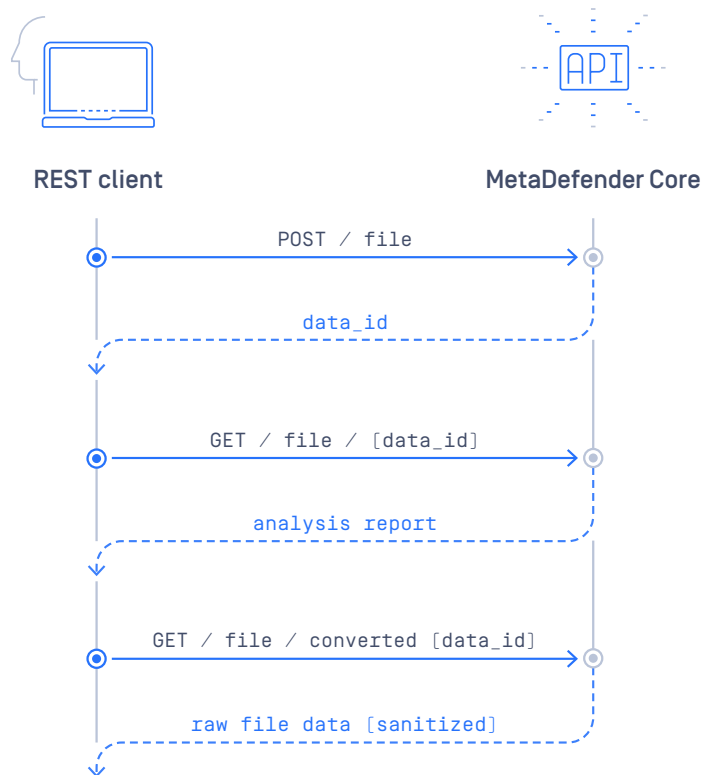 API
REST client
MetaDefender Core
POST / file
data_id
GET / file / [data_id]
analysis report
GET / file / converted [data_id]
raw file data [sanitized]